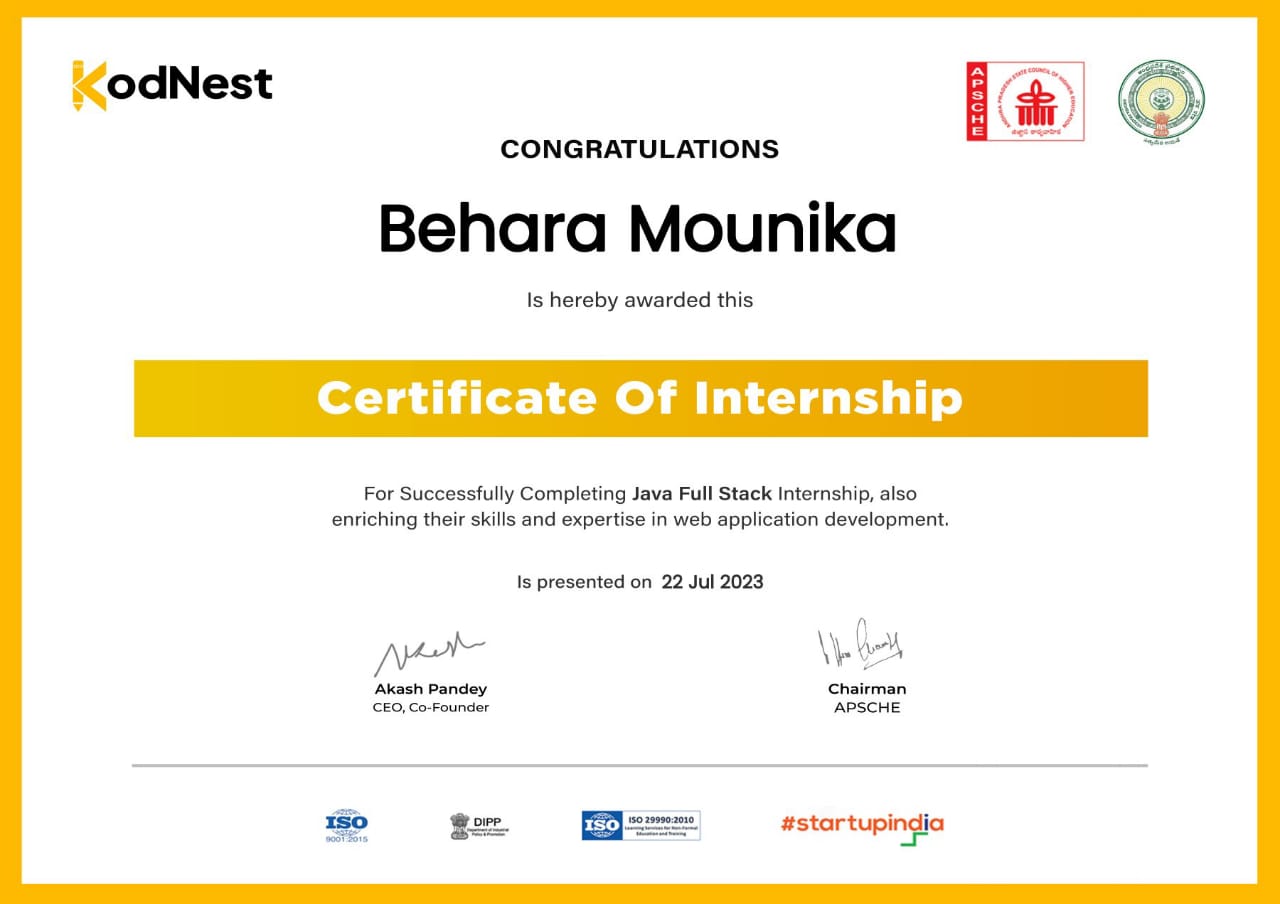 KodNest
APSCHE
ANDHRA PRADESH STATE COUNCIL OF HIGHER EDUCATION
CONGRATULATIONS
Behara Mounika
Is hereby awarded this
Certificate Of Internship
For Successfully Completing Java Full Stack Internship, also
enriching their skills and expertise in web application development.
Is presented on 22 Jul 2023
Akash Pandey
CEO, Co-Founder
Chairman
APSCHE
ISO
9001:2015
DIPP
Department of Industrial
Policy & Promotion
ISO
ISO 29990:2010
Learning Services for Non-Formal
Education and Training
#startupindia